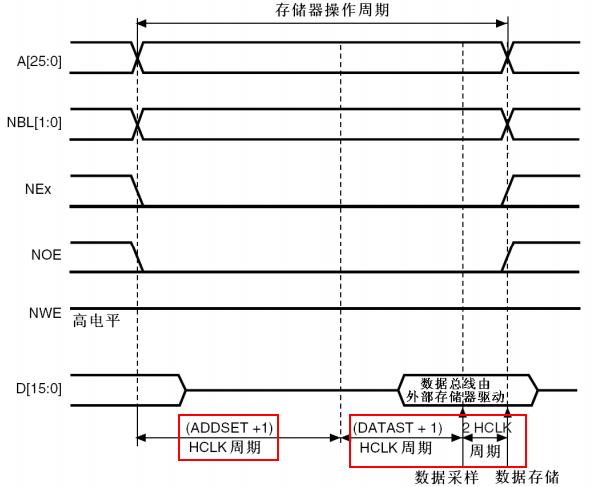 存储器操作周期
A[25:0]
NBL[1:0]
NEx
NOE
NWE
高电平
D[15:0]
数据总线由
外部存储器驱动
(ADDSET +1)
HCLK 周期
(DATAST + 1)
HCLK 周期
2 HCLK
周期
数据采样
数据存储